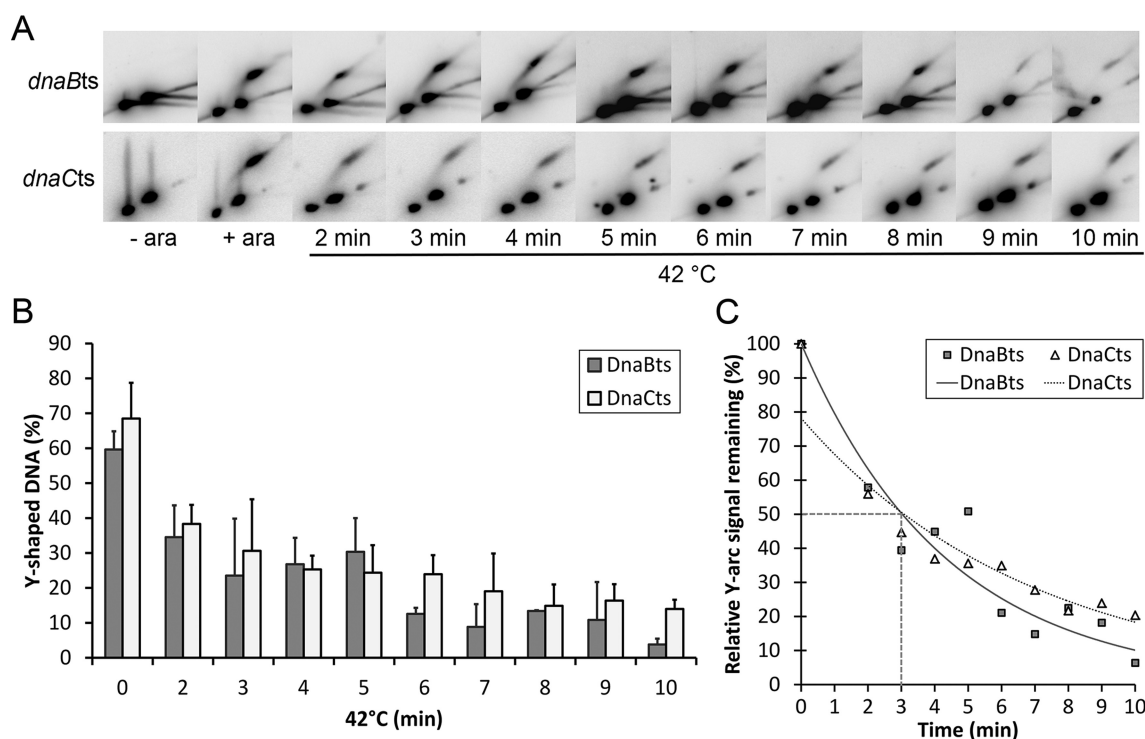 A
dnaBts
dnaCts
- ara + ara 2 min 3 min 4 min 5 min 6 min 7 min 8 min 9 min 10 min
42 °C
B
Y-shaped DNA (%)
90
80
70
60
50
40
30
20
10
0
DnaBts
DnaCts
0 2 3 4 5 6 7 8 9 10
42°C (min)
C
Relative Y-arc signal remaining (%)
100
90
80
70
60
50
40
30
20
10
0
DnaBts DnaCts
DnaBts DnaCts
0 1 2 3 4 5 6 7 8 9 10
Time (min)